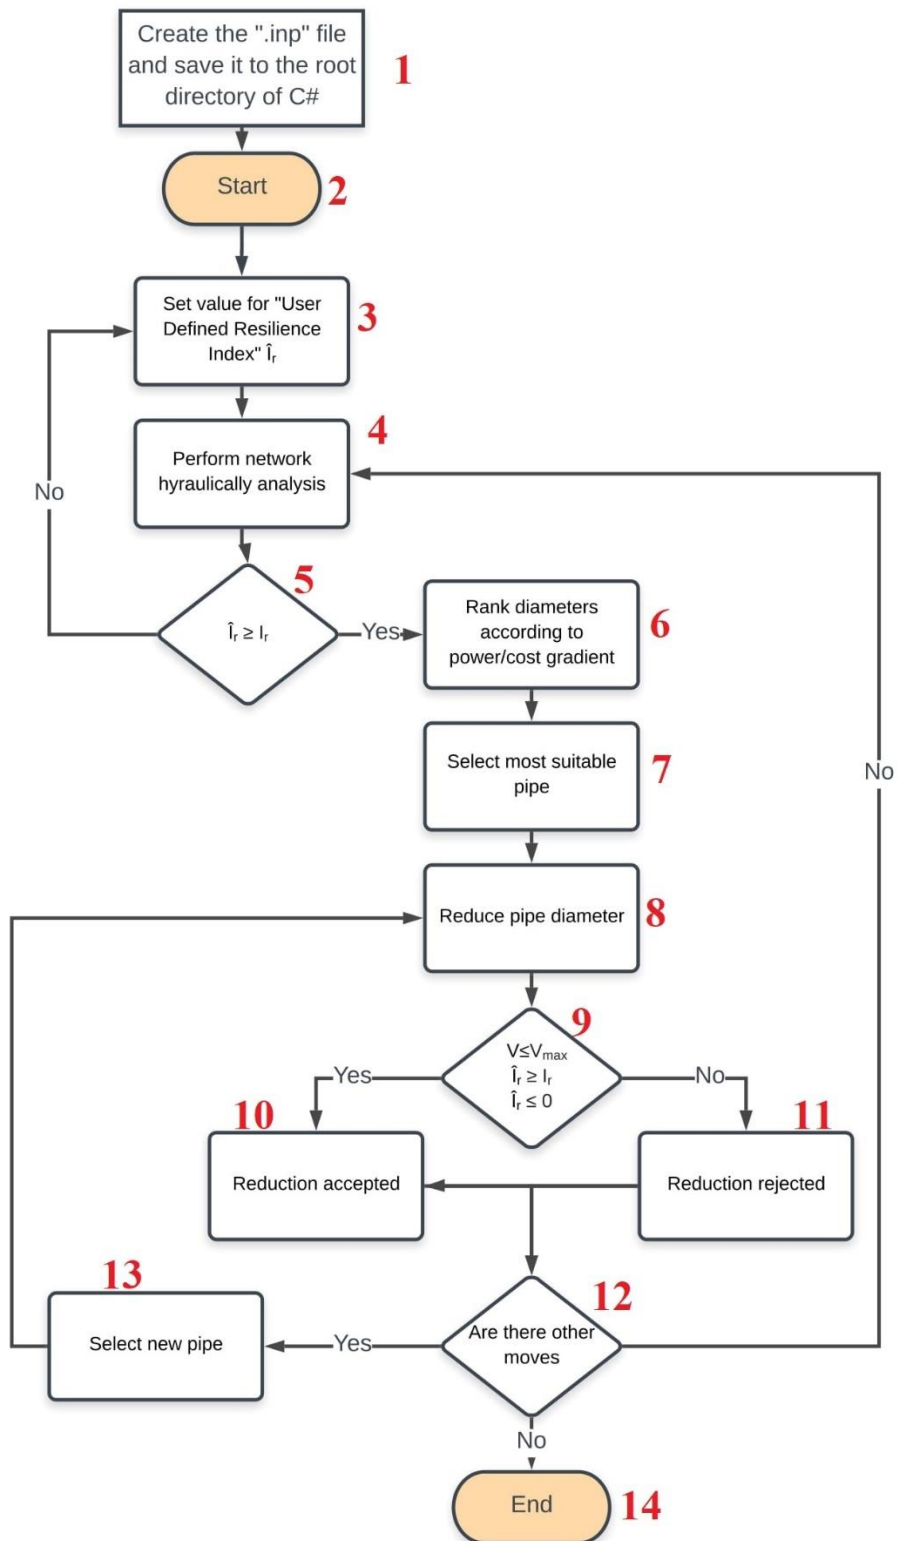 Create the ".inp" file
and save it to the root
directory of C#
1
Start
2
Set value for "User
Defined Resilience
Index" Îr
3
4
Perform network
hyraulically analysis
No
5
Îr ≥ Ir
Yes
Rank diameters
according to
power/cost gradient
6
Select most suitable
pipe
7
No
Reduce pipe diameter
8
9
V≤Vmax
Îr ≥ Ir
Îr ≤ 0
Yes
No
10
11
Reduction accepted
Reduction rejected
13
12
Are there other
moves
Select new pipe
Yes
No
End
14